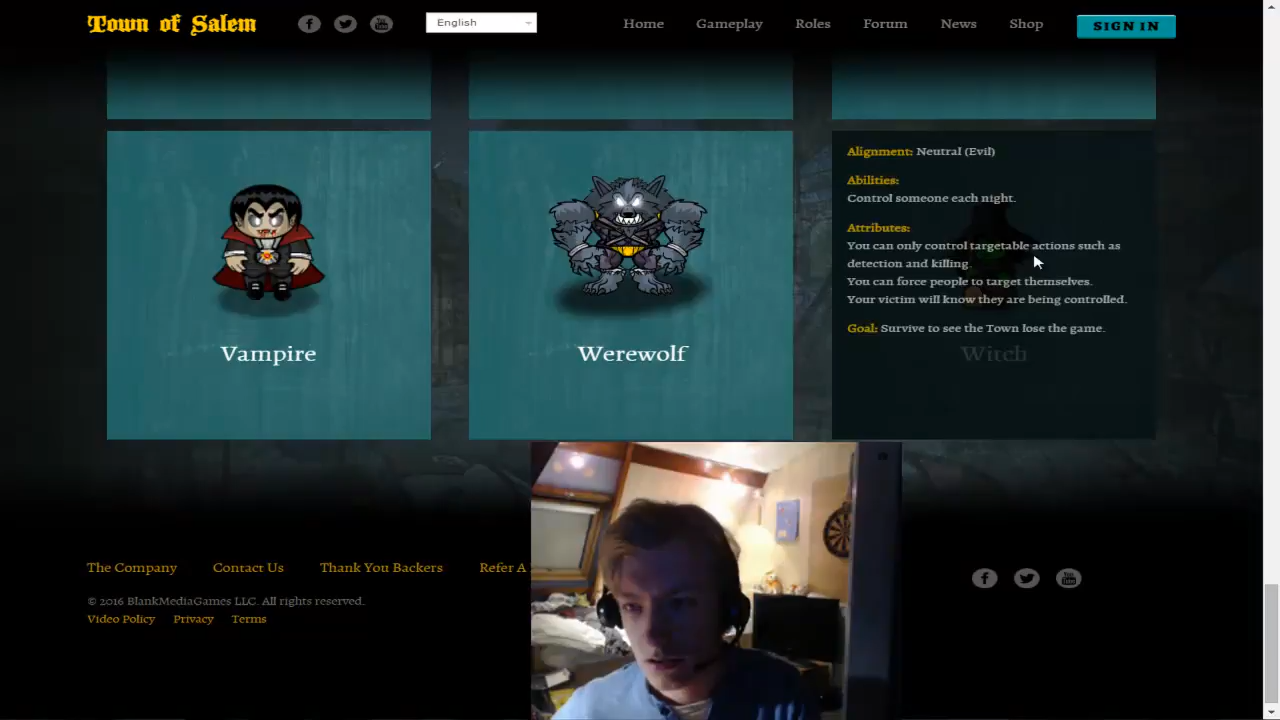 Town of Salem
English
Home Gameplay Roles Forum News Shop SIGN IN
Vampire
Werewolf
Alignment: Neutral (Evil)
Abilities:
Control someone each night.
Attributes:
You can only control targetable actions such as
detection and killing.
You can force people to target themselves.
Your victim will know they are being controlled.
Goal: Survive to see the Town lose the game.
Witch
The Company Contact Us Thank You Backers Refer A
© 2016 BlankMediaGames LLC. All rights reserved.
Video Policy Privacy Terms